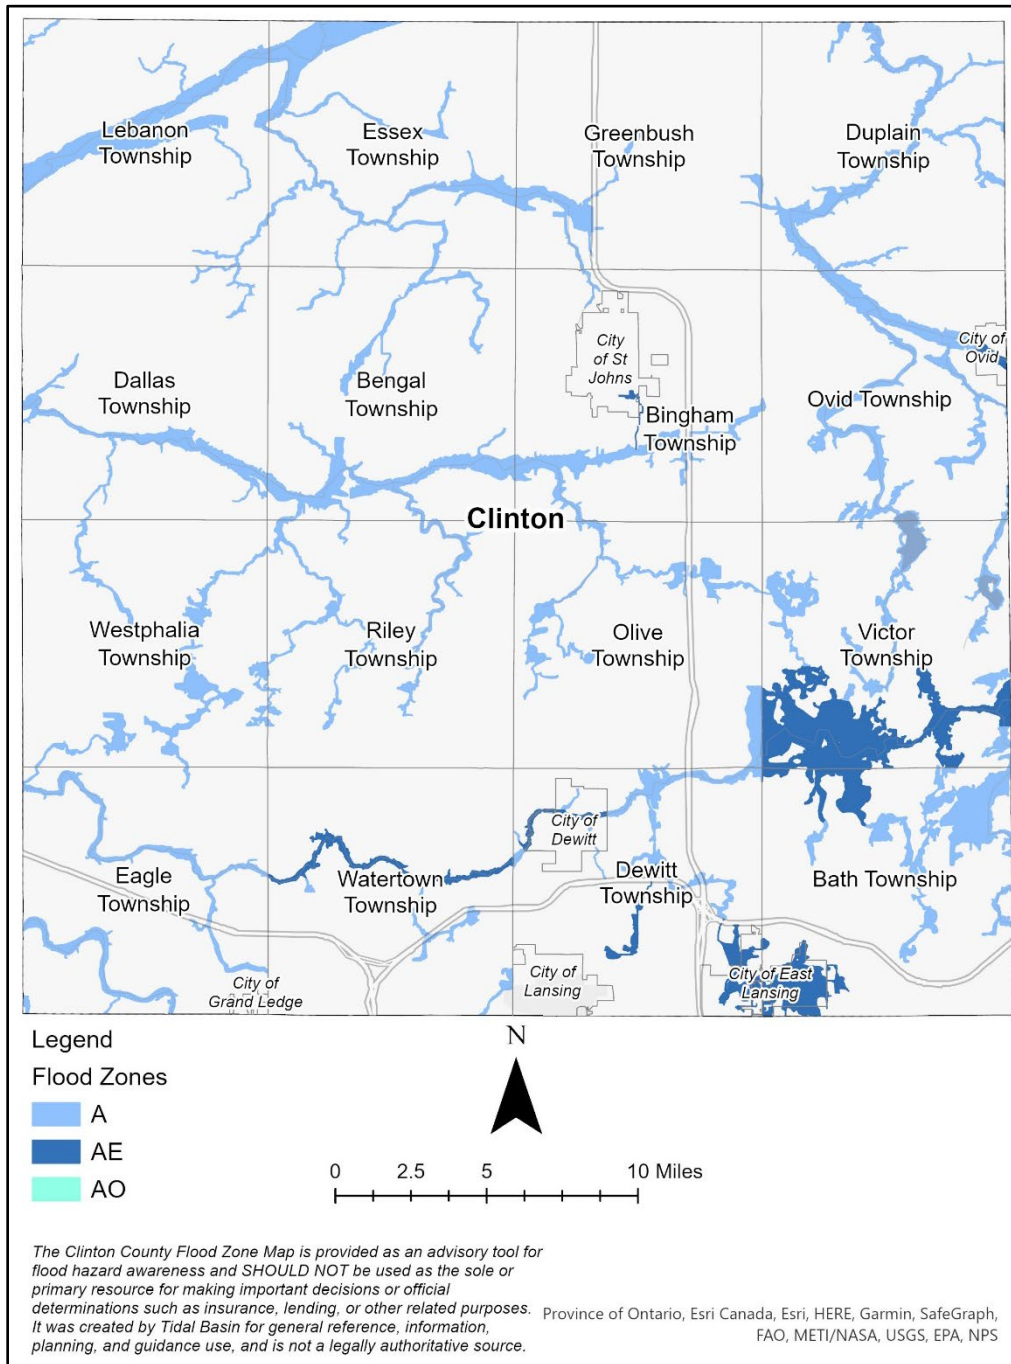 Lebanon
Township
Essex
Township
Greenbush
Township
Duplain
Township
City
of St
Johns
City of
Ovid
Dallas
Township
Bengal
Township
Bingham
Township
Ovid Township
Clinton
Westphalia
Township
Riley
Township
Olive
Township
Victor
Township
City of
Dewitt
Eagle
Township
Watertown
Township
Dewitt
Township
Bath Township
City of
Grand Ledge
City of
Lansing
City of East
Lansing
Legend
Flood Zones
A
AE
AO
N
0 2.5 5 10 Miles
The Clinton County Flood Zone Map is provided as an advisory tool for
flood hazard awareness and SHOULD NOT be used as the sole or
primary resource for making important decisions or official
determinations such as insurance, lending, or other related purposes.
It was created by Tidal Basin for general reference, information,
planning, and guidance use, and is not a legally authoritative source.
Province of Ontario, Esri Canada, Esri, HERE, Garmin, SafeGraph,
FAO, METI/NASA, USGS, EPA, NPS